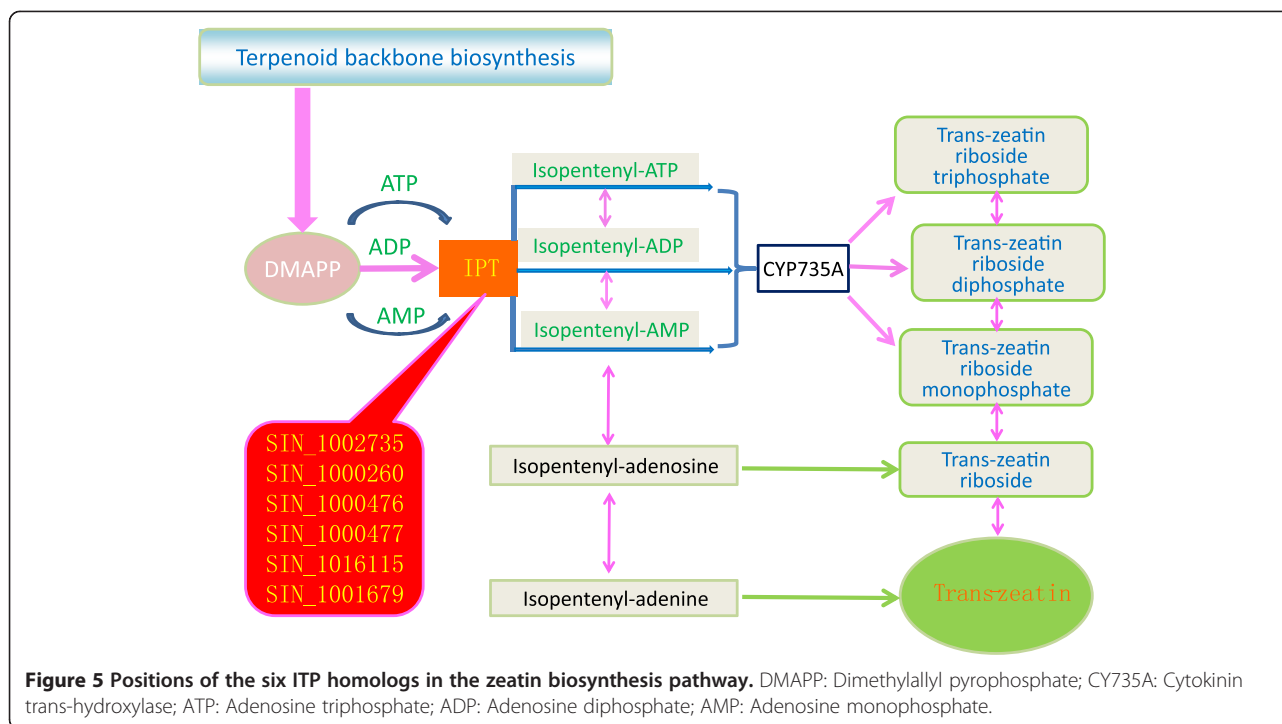 Terpenoid backbone biosynthesis
ATP
ADP
AMP
DMAPP
IPT
Isopentenyl-ATP
Isopentenyl-ADP
Isopentenyl-AMP
CYP735A
Trans-zeatin
riboside
triphosphate
Trans-zeatin
riboside
diphosphate
Trans-zeatin
riboside
monophosphate
SIN_1002735
SIN_1000260
SIN_1000476
SIN_1000477
SIN_1016115
SIN_1001679
Isopentenyl-adenosine
Trans-zeatin
riboside
Isopentenyl-adenine
Trans-zeatin
Figure 5 Positions of the six ITP homologs in the zeatin biosynthesis pathway. DMAPP: Dimethylallyl pyrophosphate; CY735A: Cytokinin
trans-hydroxylase; ATP: Adenosine triphosphate; ADP: Adenosine diphosphate; AMP: Adenosine monophosphate.